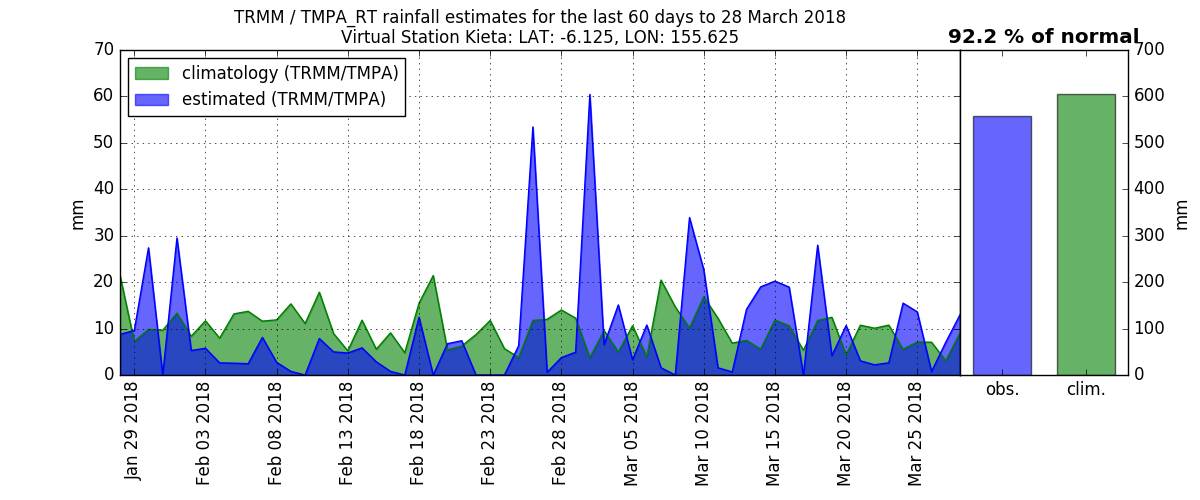 TRMM / TMPA_RT rainfall estimates for the last 60 days to 28 March 2018
Virtual Station Kieta: LAT: -6.125, LON: 155.625
92.2 % of normal
climatology (TRMM/TMPA)
estimated (TRMM/TMPA)
70
60
50
40
30
20
10
0
mm
Jan 29 2018
Feb 03 2018
Feb 08 2018
Feb 13 2018
Feb 18 2018
Feb 23 2018
Feb 28 2018
Mar 05 2018
Mar 10 2018
Mar 15 2018
Mar 20 2018
Mar 25 2018
obs.
clim.
700
600
500
400
300
200
100
0
mm